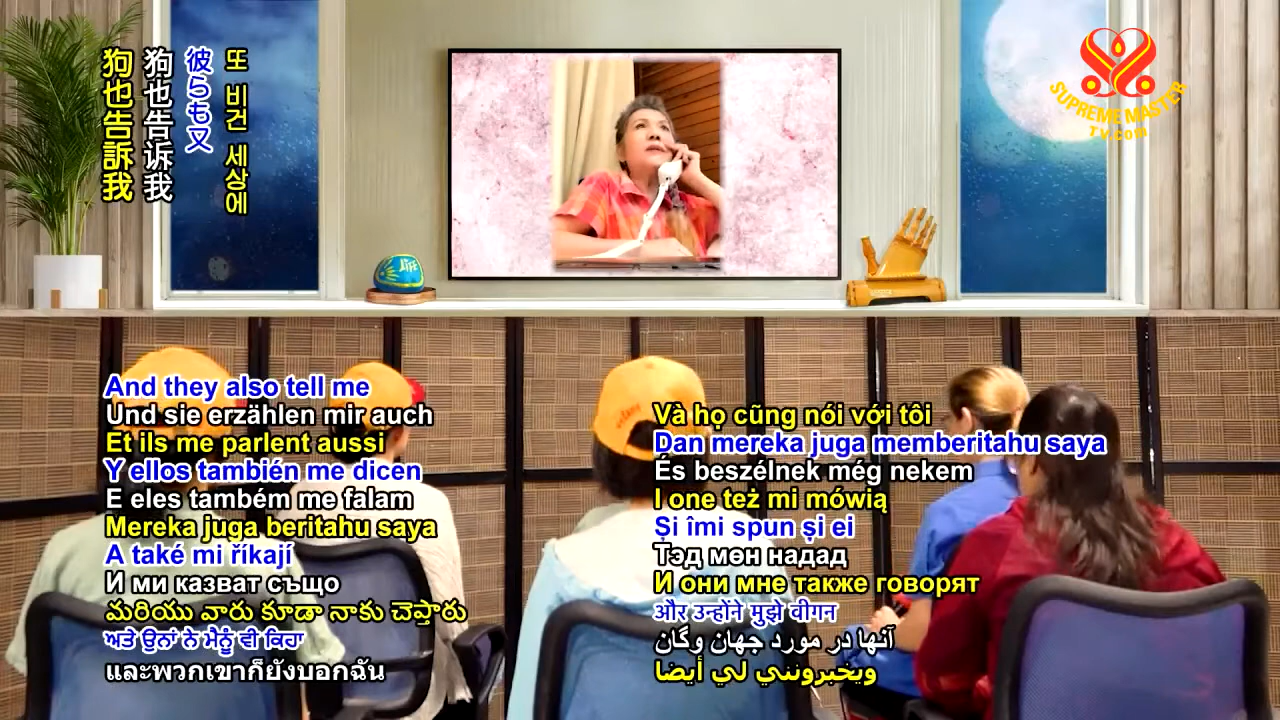 狗也告訴我
狗也告诉我
彼らも又
또 비건 세상에
SUPREME MASTER
TV.com
LIFE
And they also tell me
Und sie erzählen mir auch
Et ils me parlent aussi
Y ellos también me dicen
E eles também me falam
Mereka juga beritahu saya
A také mi říkají
И ми казват също
మరియు వారు కూడా నాకు చెప్తారు
ਅਤੇ ਉਨਾਂ ਨੇ ਮੈਨੂੰ ਵੀ ਕਿਹਾ
และพวกเขาก็ยังบอกฉัน
Và họ cũng nói với tôi
Dan mereka juga memberitahu saya
És beszélnek még nekem
I one też mi mówią
Și îmi spun și ei
Тэд мөн надад
И они мне также говорят
और उन्होंने मुझे वीगन
آنها در مورد جهان وگان
ويخبرونني لي أيضا